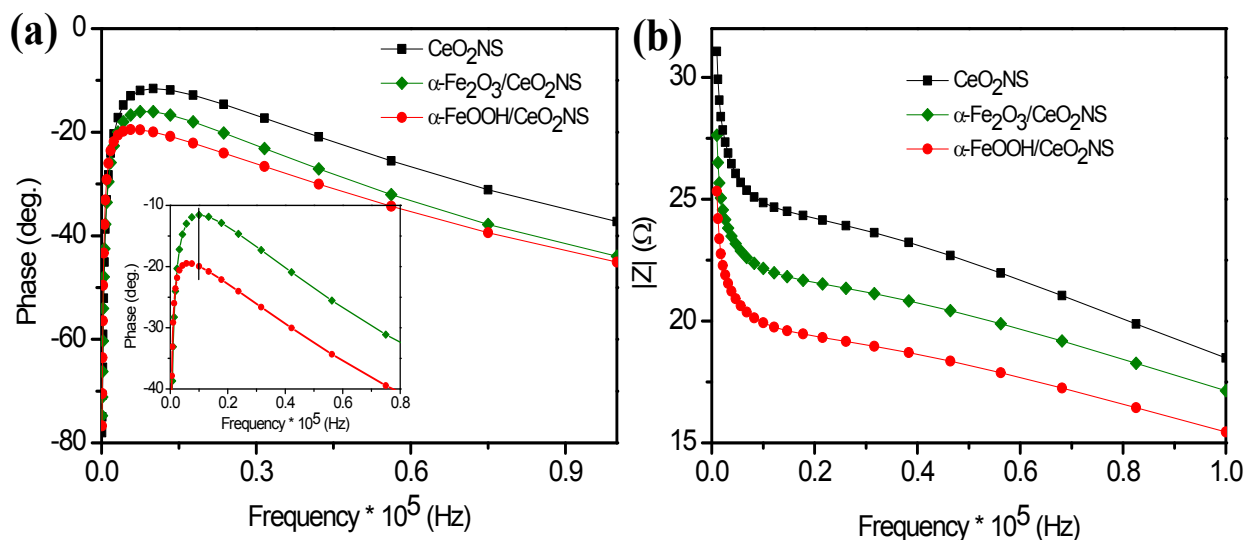 (a)
0
-20
-40
-60
-80
Phase (deg.)
CeO2NS
α-Fe2O3/CeO2NS
α-FeOOH/CeO2NS
-10
-20
-30
-40
Phase (deg.)
0.0 0.2 0.4 0.6 0.8
Frequency * 10^5 (Hz)
0.0 0.3 0.6 0.9
Frequency * 10^5 (Hz)
(b)
30
25
20
15
|Z| (Ω)
CeO2NS
α-Fe2O3/CeO2NS
α-FeOOH/CeO2NS
0.0 0.2 0.4 0.6 0.8 1.0
Frequency * 10^5 (Hz)